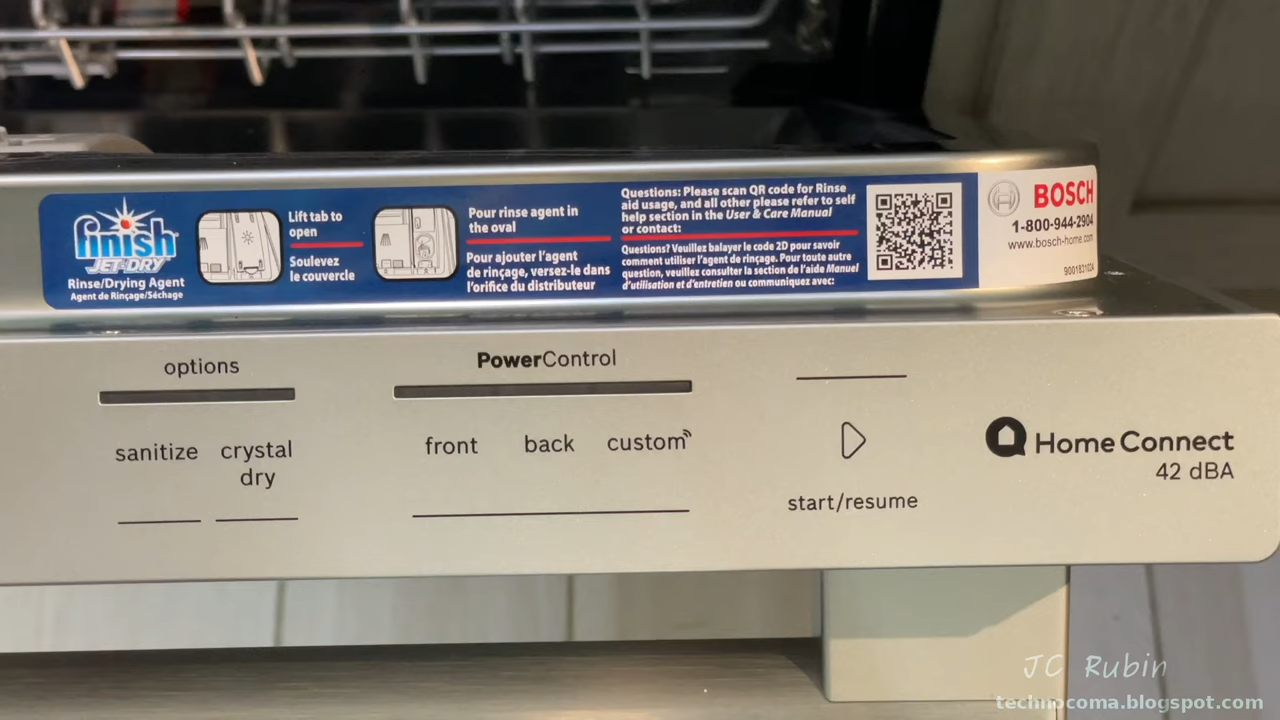 finish
JET-DRY
Rinse/Drying Agent
Agent de Rinçage/Séchage
Lift tab to
open
Soulevez
le couvercle
Pour rinse agent in
the oval
Pour ajouter l'agent
de rinçage, versez-le dans
l'orifice du distributeur
Questions: Please scan QR code for Rinse
aid usage, and all other please refer to self
help section in the User & Care Manual
or contact:
Questions? Veuillez balayer le code 2D pour savoir
comment utiliser l'agent de rinçage. Pour toute autre
question, veuillez consulter la section de l'aide Manuel
d'utilisation et d'entretien ou communiquez avec:
BOSCH
1-800-944-2904
www.bosch-home.com
9001831024
options
sanitize
crystal
dry
PowerControl
front
back
custom
start/resume
Home Connect
42 dBA
JC Rubin
technocoma.blogspot.com